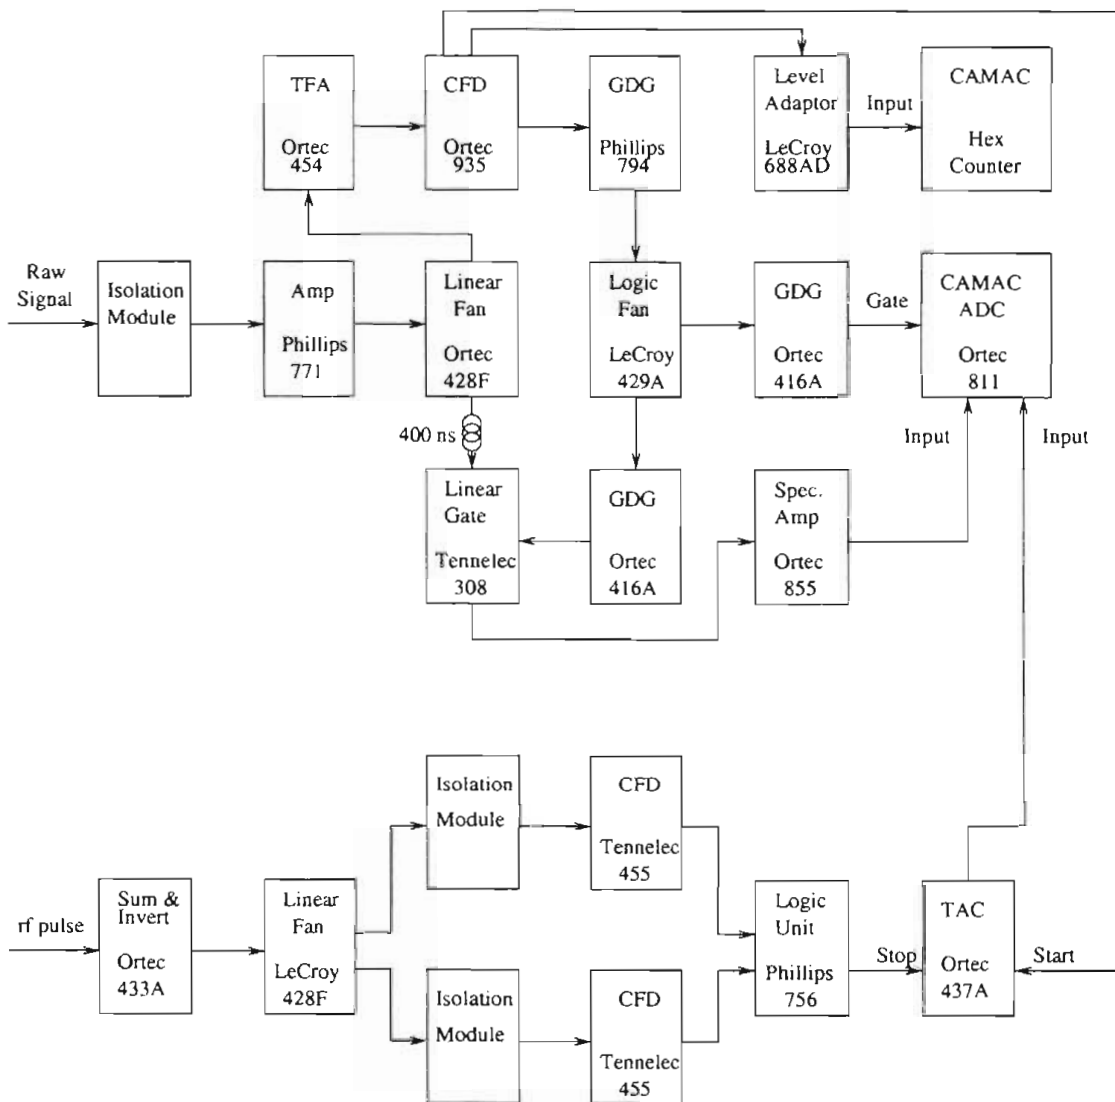 TFA
Ortec
454
CFD
Ortec
935
GDG
Phillips
794
Level
Adaptor
LeCroy
688AD
Input
CAMAC
Hex
Counter
Raw
Signal
Isolation
Module
Amp
Phillips
771
Linear
Fan
Ortec
428F
Logic
Fan
LeCroy
429A
GDG
Ortec
416A
Gate
CAMAC
ADC
Ortec
811
400 ns
Input
Input
Linear
Gate
Tennelec
308
GDG
Ortec
416A
Spec.
Amp
Ortec
855
Isolation
Module
CFD
Tennelec
455
rf pulse
Sum &
Invert
Ortec
433A
Linear
Fan
LeCroy
428F
Isolation
Module
CFD
Tennelec
455
Logic
Unit
Phillips
756
Stop
TAC
Ortec
437A
Start